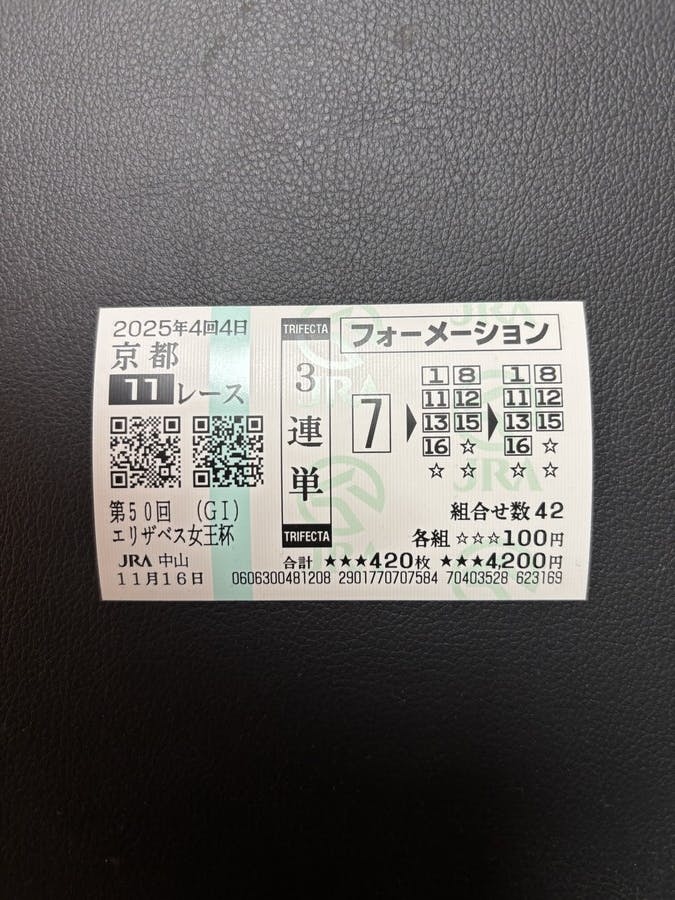 2025年4回4日
京都
11レース
第50回 (GI)
エリザベス女王杯
JRA 中山
11月16日
TRIFECTA
3連単
TRIFECTA
フォーメーション
7
1 8
11 12
13 15
16 ☆
☆ ☆
1 8
11 12
13 15
16 ☆
☆ ☆
組合せ数 42
各組 ☆☆☆100円
合計 ★★★420枚 ★★★4,200円
0606300481208 2901770707584 70403528 623169
JRA
JRA
JRA